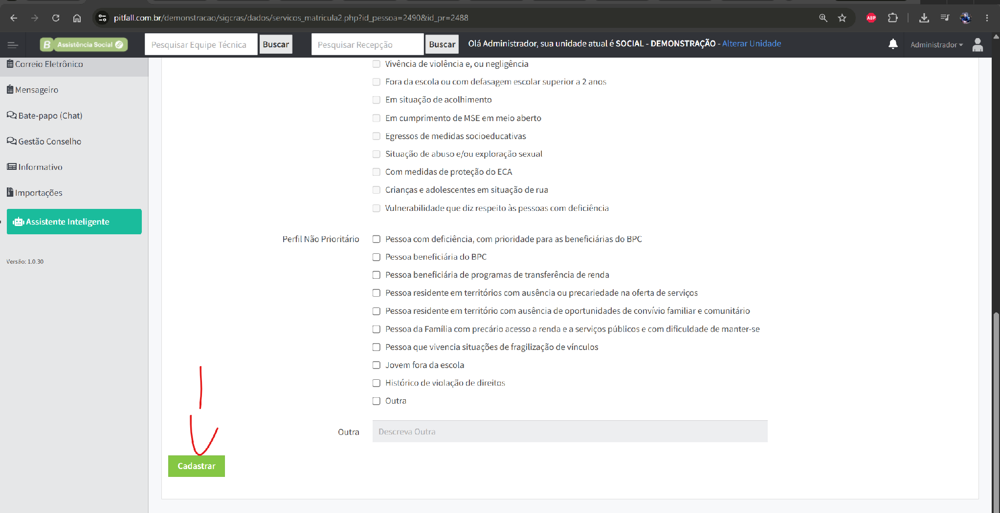 pitfall.com.br/demonstracao/sigcras/dados/servicos_matricula2.php?id_pessoa=2490&id_pr=2488
ABP
B Assistência Social
Pesquisar Equipe Técnica
Buscar
Pesquisar Recepção
Buscar
Olá Administrador, sua unidade atual é SOCIAL - DEMONSTRAÇÃO - Alterar Unidade
Administrador
Correio Eletrônico
Mensageiro
Bate-papo (Chat)
Gestão Conselho
Informativo
Importações
Assistente Inteligente
Versão: 1.0.30
Vivência de violência e, ou negligência
Fora da escola ou com defasagem escolar superior a 2 anos
Em situação de acolhimento
Em cumprimento de MSE em meio aberto
Egressos de medidas socioeducativas
Situação de abuso e/ou exploração sexual
Com medidas de proteção do ECA
Crianças e adolescentes em situação de rua
Vulnerabilidade que diz respeito às pessoas com deficiência
Perfil Não Prioritário
Pessoa com deficiência, com prioridade para as beneficiárias do BPC
Pessoa beneficiária do BPC
Pessoa beneficiária de programas de transferência de renda
Pessoa residente em territórios com ausência ou precariedade na oferta de serviços
Pessoa residente em território com ausência de oportunidades de convívio familiar e comunitário
Pessoa da Família com precário acesso a renda e a serviços públicos e com dificuldade de manter-se
Pessoa que vivencia situações de fragilização de vínculos
Jovem fora da escola
Histórico de violação de direitos
Outra
Outra
Descreva Outra
Cadastrar